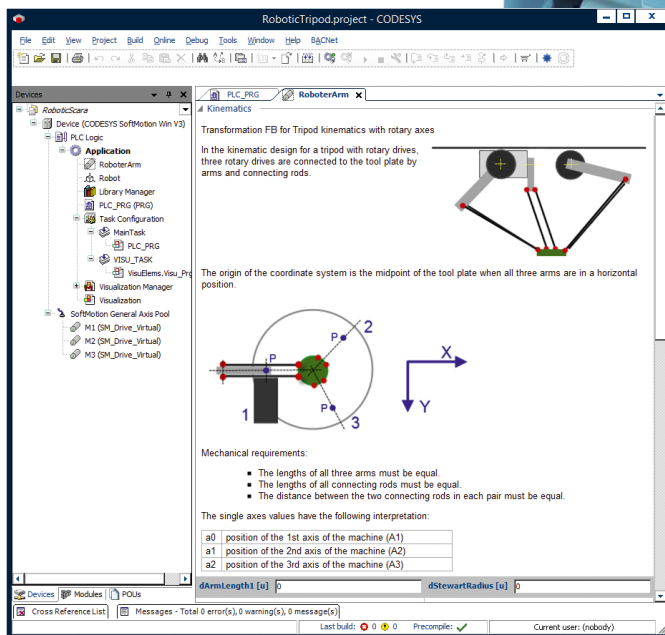 RoboticTripod.project - CODESYS
File Edit View Project Build Online Debug Tools Window Help BACNet
Devices
RoboticScara
Device (CODESYS SoftMotion Win V3)
PLC Logic
Application
RoboterArm
Robot
Library Manager
PLC_PRG (PRG)
Task Configuration
MainTask
PLC_PRG
VISU_TASK
VisuElems.Visu_Prg
Visualization Manager
Visualization
SoftMotion General Axis Pool
M1 (SM_Drive_Virtual)
M2 (SM_Drive_Virtual)
M3 (SM_Drive_Virtual)
Devices Modules POUs
PLC_PRG RoboterArm
Kinematics
Transformation FB for Tripod kinematics with rotary axes
In the kinematic design for a tripod with rotary drives,
three rotary drives are connected to the tool plate by
arms and connecting rods.
The origin of the coordinate system is the midpoint of the tool plate when all three arms are in a horizontal
position.
P 2
P
1 P 3
X
Y
Mechanical requirements:
The lengths of all three arms must be equal.
The lengths of all connecting rods must be equal.
The distance between the two connecting rods in each pair must be equal.
The single axes values have the following interpretation:
a0 position of the 1st axis of the machine (A1)
a1 position of the 2nd axis of the machine (A2)
a2 position of the 3rd axis of the machine (A3)
dArmLength1 [u] 0 dStewartRadius [u] 0
Cross Reference List Messages - Total 0 error(s), 0 warning(s), 0 message(s)
Last build: 0 0 Precompile: Current user: (nobody)